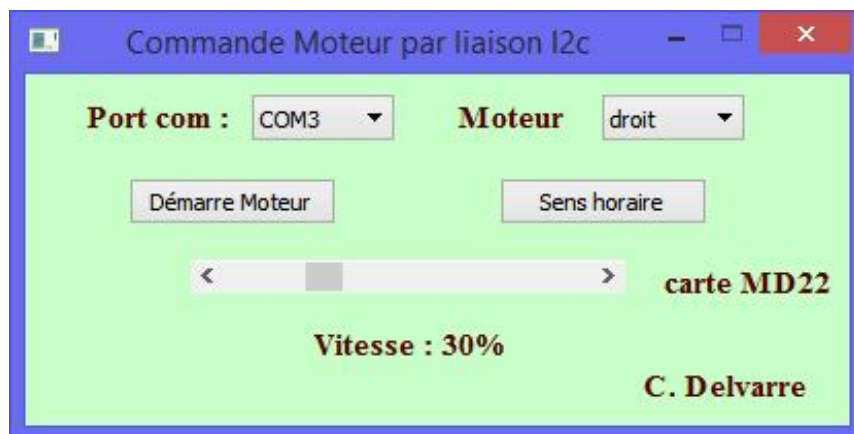 Commande Moteur par liaison I2c
Port com : COM3 Moteur droit
Démarre Moteur Sens horaire
carte MD22
Vitesse : 30%
C. Delvarre